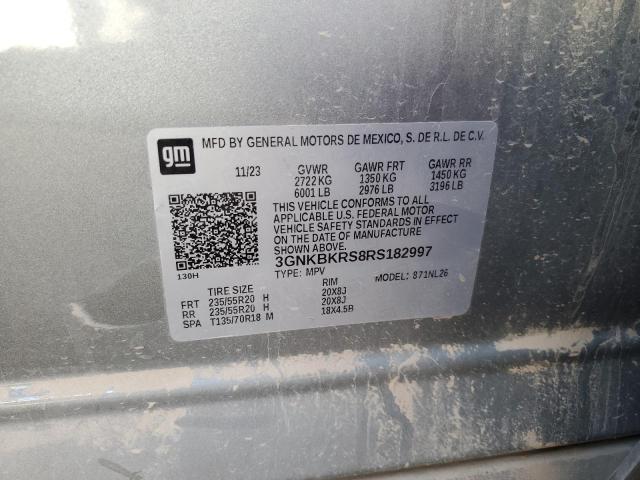 gm
MFD BY GENERAL MOTORS DE MEXICO, S. DE R.L. DE C.V.
11/23 GVWR GAWR FRT GAWR RR
2722 KG 1350 KG 1450 KG
6001 LB 2976 LB 3196 LB
THIS VEHICLE CONFORMS TO ALL
APPLICABLE U.S. FEDERAL MOTOR
VEHICLE SAFETY STANDARDS IN EFFECT
ON THE DATE OF MANUFACTURE
SHOWN ABOVE.
3GNKBKRS8RS182997
130H
TYPE: MPV MODEL: 871NL26
TIRE SIZE RIM
FRT 235/55R20 H 20X8J
RR 235/55R20 H 20X8J
SPA T135/70R18 M 18X4.5B